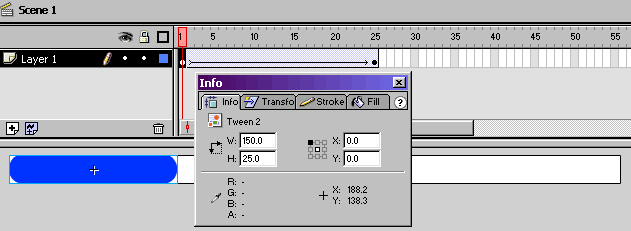 Scene 1
1 5 10 15 20 25 30 35 40 45 50 55
Layer 1
Info
Info Transfo Stroke Fill ?
Tween 2
W: 150.0 X: 0.0
H: 25.0 Y: 0.0
R: - X: 188.2
G: - Y: 138.3
B: -
A: -